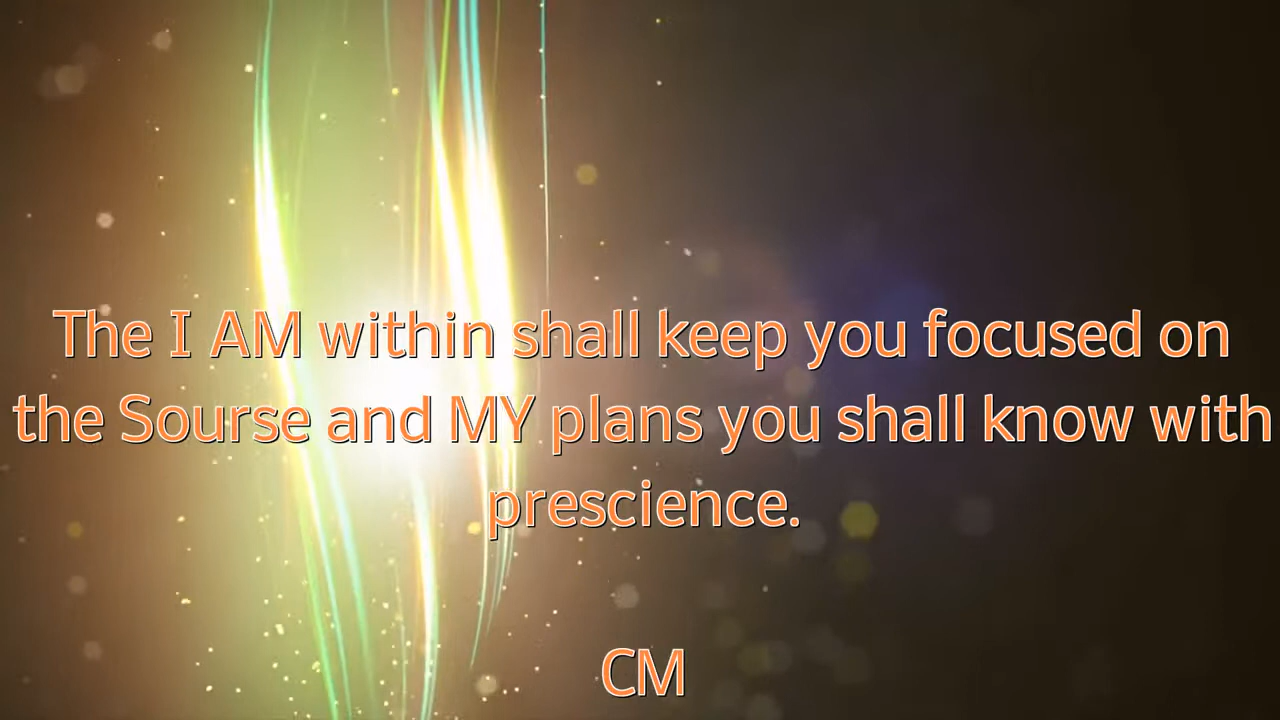 The I AM within shall keep you focused on
the Sourse and MY plans you shall know with
prescience.
CM